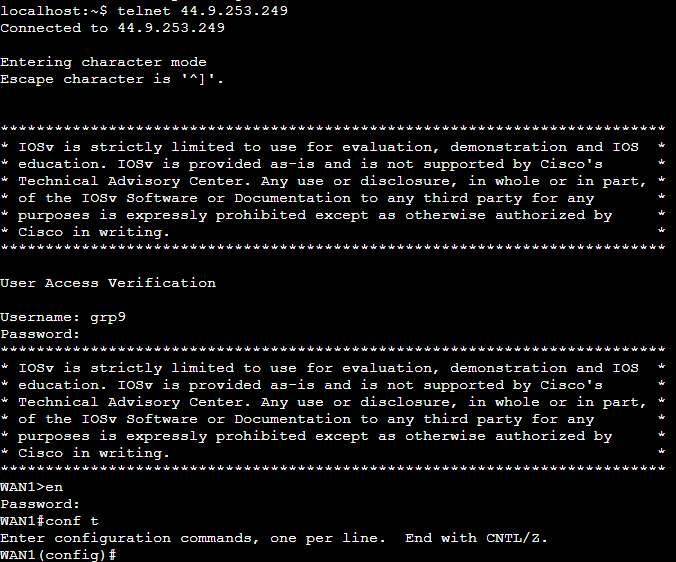 localhost:~$ telnet 44.9.253.249
Connected to 44.9.253.249
Entering character mode
Escape character is '^]'.
**************************************************************************
* IOSv is strictly limited to use for evaluation, demonstration and IOS  *
* education. IOSv is provided as-is and is not supported by Cisco's      *
* Technical Advisory Center. Any use or disclosure, in whole or in part, *
* of the IOSv Software or Documentation to any third party for any       *
* purposes is expressly prohibited except as otherwise authorized by     *
* Cisco in writing.                                                      *
**************************************************************************
User Access Verification
Username: grp9
Password:
**************************************************************************
* IOSv is strictly limited to use for evaluation, demonstration and IOS  *
* education. IOSv is provided as-is and is not supported by Cisco's      *
* Technical Advisory Center. Any use or disclosure, in whole or in part, *
* of the IOSv Software or Documentation to any third party for any       *
* purposes is expressly prohibited except as otherwise authorized by     *
* Cisco in writing.                                                      *
**************************************************************************
WAN1>en
Password:
WAN1#conf t
Enter configuration commands, one per line.  End with CNTL/Z.
WAN1(config)#